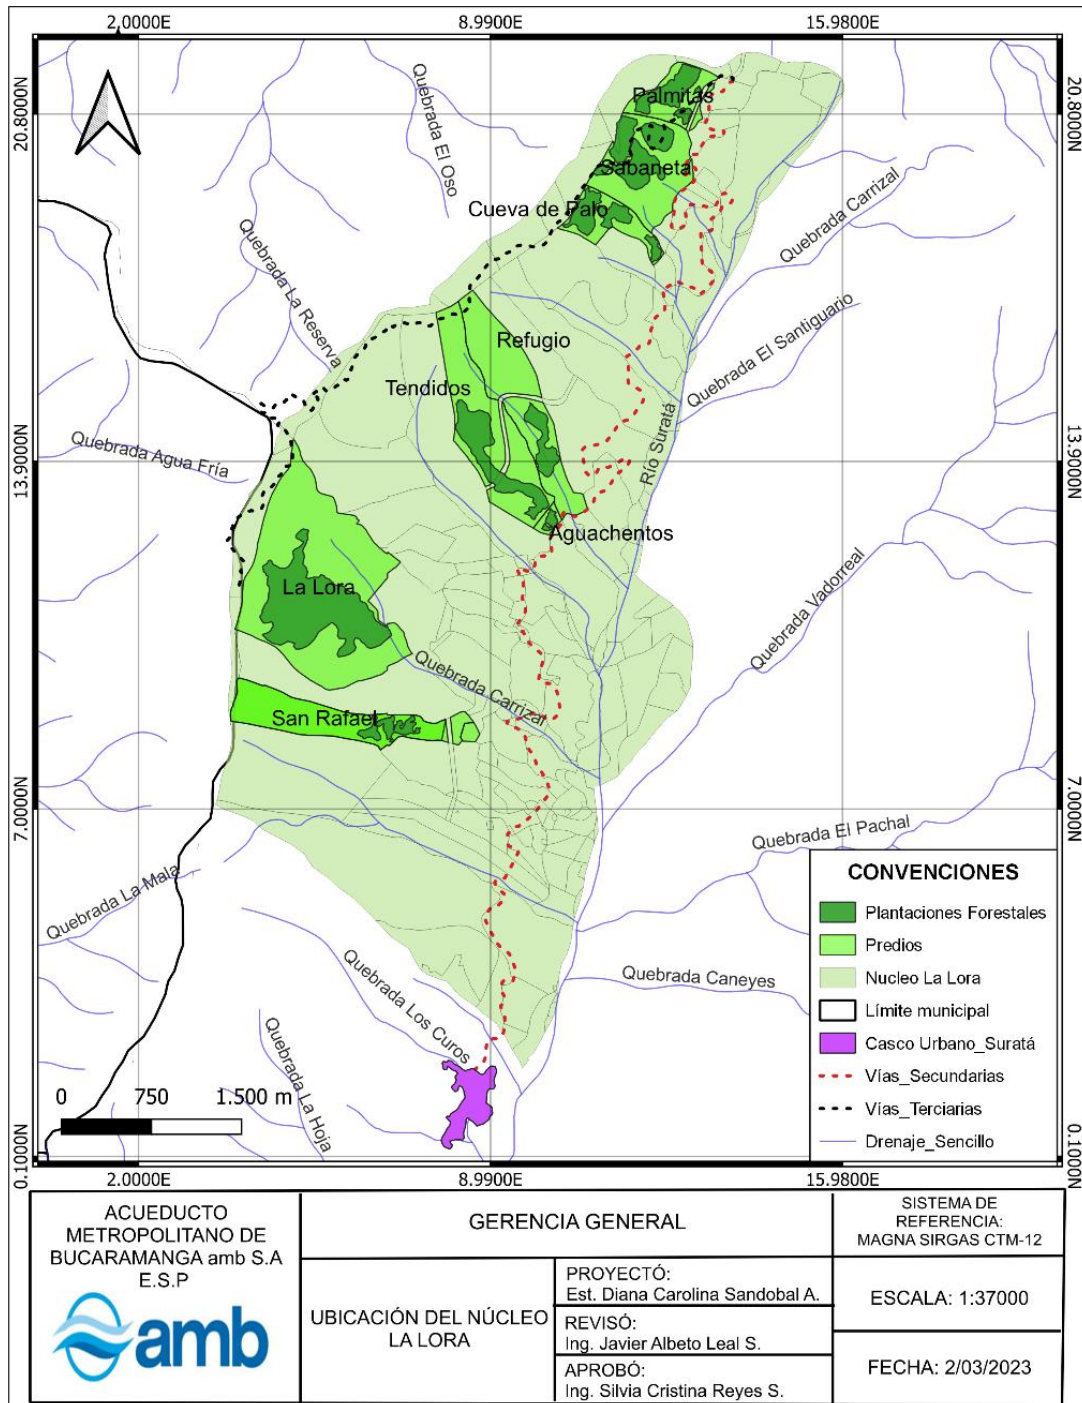 2.0000E
8.9900E
15.9800E
20.8000N
20.8000N
Palmitas
Quebrada El Oso
Sabaneta
Quebrada Carrizal
Cueva de Palo
Quebrada La Reserva
Refugio
Quebrada El Santiguario
Tendidos
Río Suratá
13.9000N
13.9000N
Quebrada Agua Fría
Aguachentos
La Lora
Quebrada Vadorreal
Quebrada Carrizal
San Rafael
7.0000N
7.0000N
Quebrada El Pachal
Quebrada La Mala
Quebrada Caneyes
Quebrada Los Curos
Quebrada La Hoja
CONVENCIONES
Plantaciones Forestales
Predios
Nucleo La Lora
Límite municipal
Casco Urbano_Suratá
Vías_Secundarias
Vías_Terciarias
Drenaje_Sencillo
0 750 1.500 m
0.1000N
0.1000N
2.0000E
8.9900E
15.9800E
ACUEDUCTO
METROPOLITANO DE
BUCARAMANGA amb S.A
E.S.P
amb
GERENCIA GENERAL
UBICACIÓN DEL NÚCLEO
LA LORA
PROYECTÓ:
Est. Diana Carolina Sandobal A.
REVISÓ:
Ing. Javier Albeto Leal S.
APROBÓ:
Ing. Silvia Cristina Reyes S.
SISTEMA DE
REFERENCIA:
MAGNA SIRGAS CTM-12
ESCALA: 1:37000
FECHA: 2/03/2023